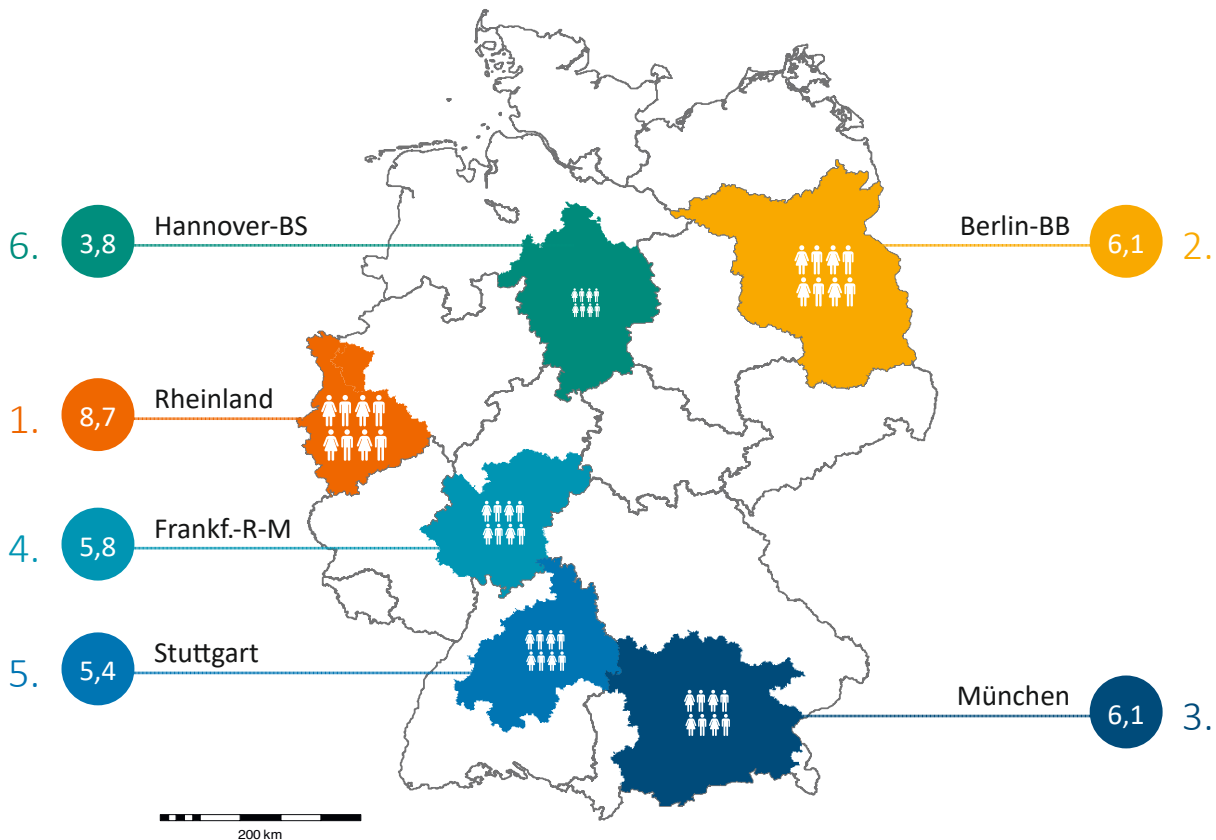 6. 3,8 Hannover-BS
Berlin-BB 6,1 2.
1. 8,7 Rheinland
4. 5,8 Frankf.-R-M
5. 5,4 Stuttgart
München 6,1 3.
200 km